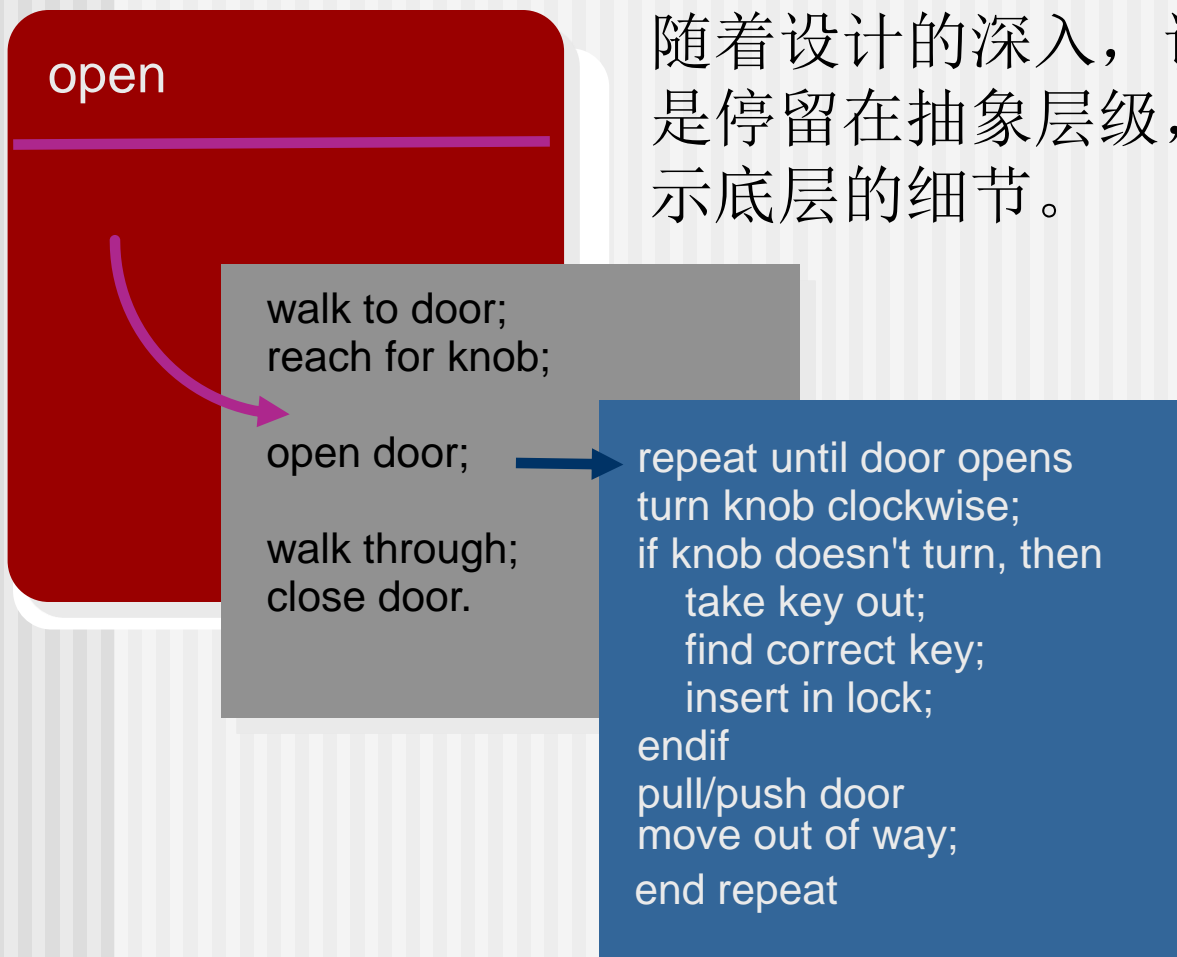 open
随着设计的深入，
是停留在抽象层级，
示底层的细节。
walk to door;
reach for knob;
open door;
walk through;
close door.
repeat until door opens
turn knob clockwise;
if knob doesn't turn, then
take key out;
find correct key;
insert in lock;
endif
pull/push door
move out of way;
end repeat